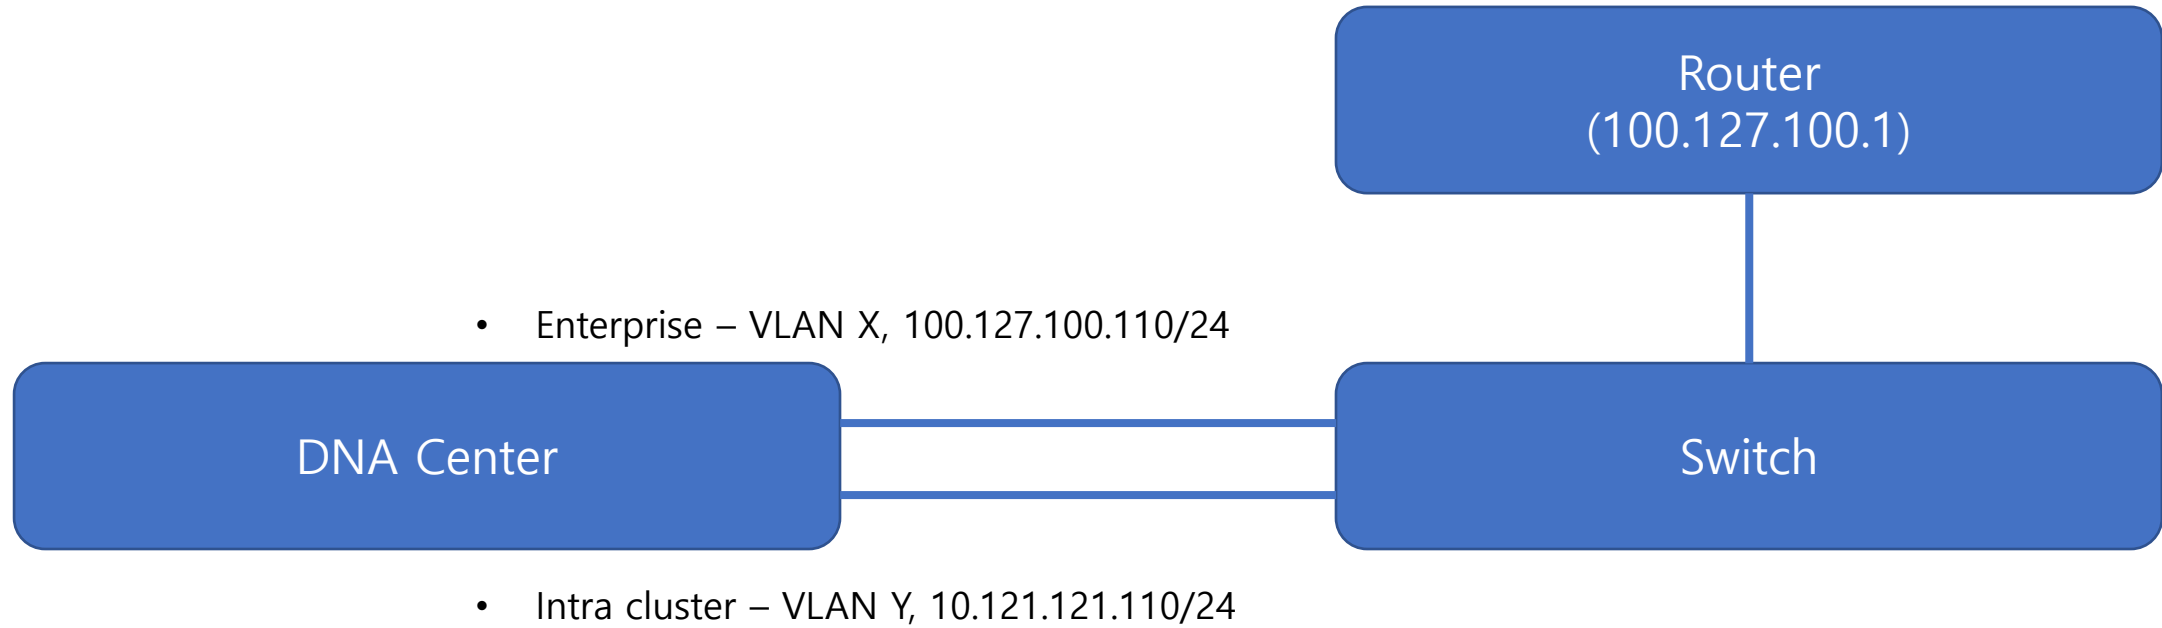 Router
(100.127.100.1)
• Enterprise – VLAN X, 100.127.100.110/24
DNA Center
Switch
• Intra cluster – VLAN Y, 10.121.121.110/24